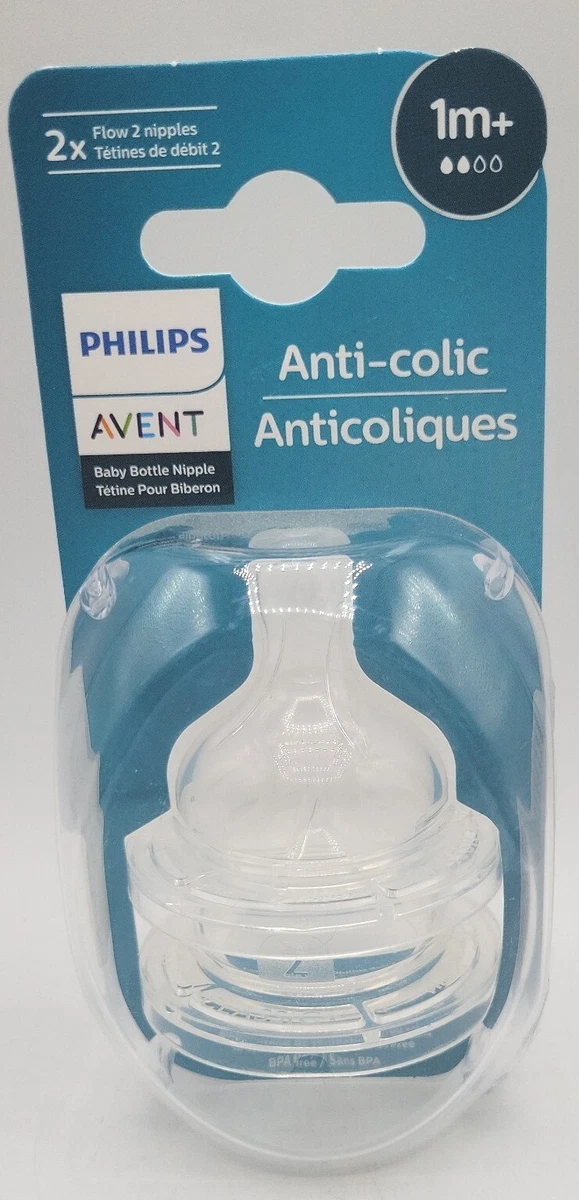 2x
Flow 2 nipples
Tétines de débit 2
1m+
PHILIPS
AVENT
Baby Bottle Nipple
Tétine Pour Biberon
Anti-colic
Anticoliques
2
BPA free / Sans BPA